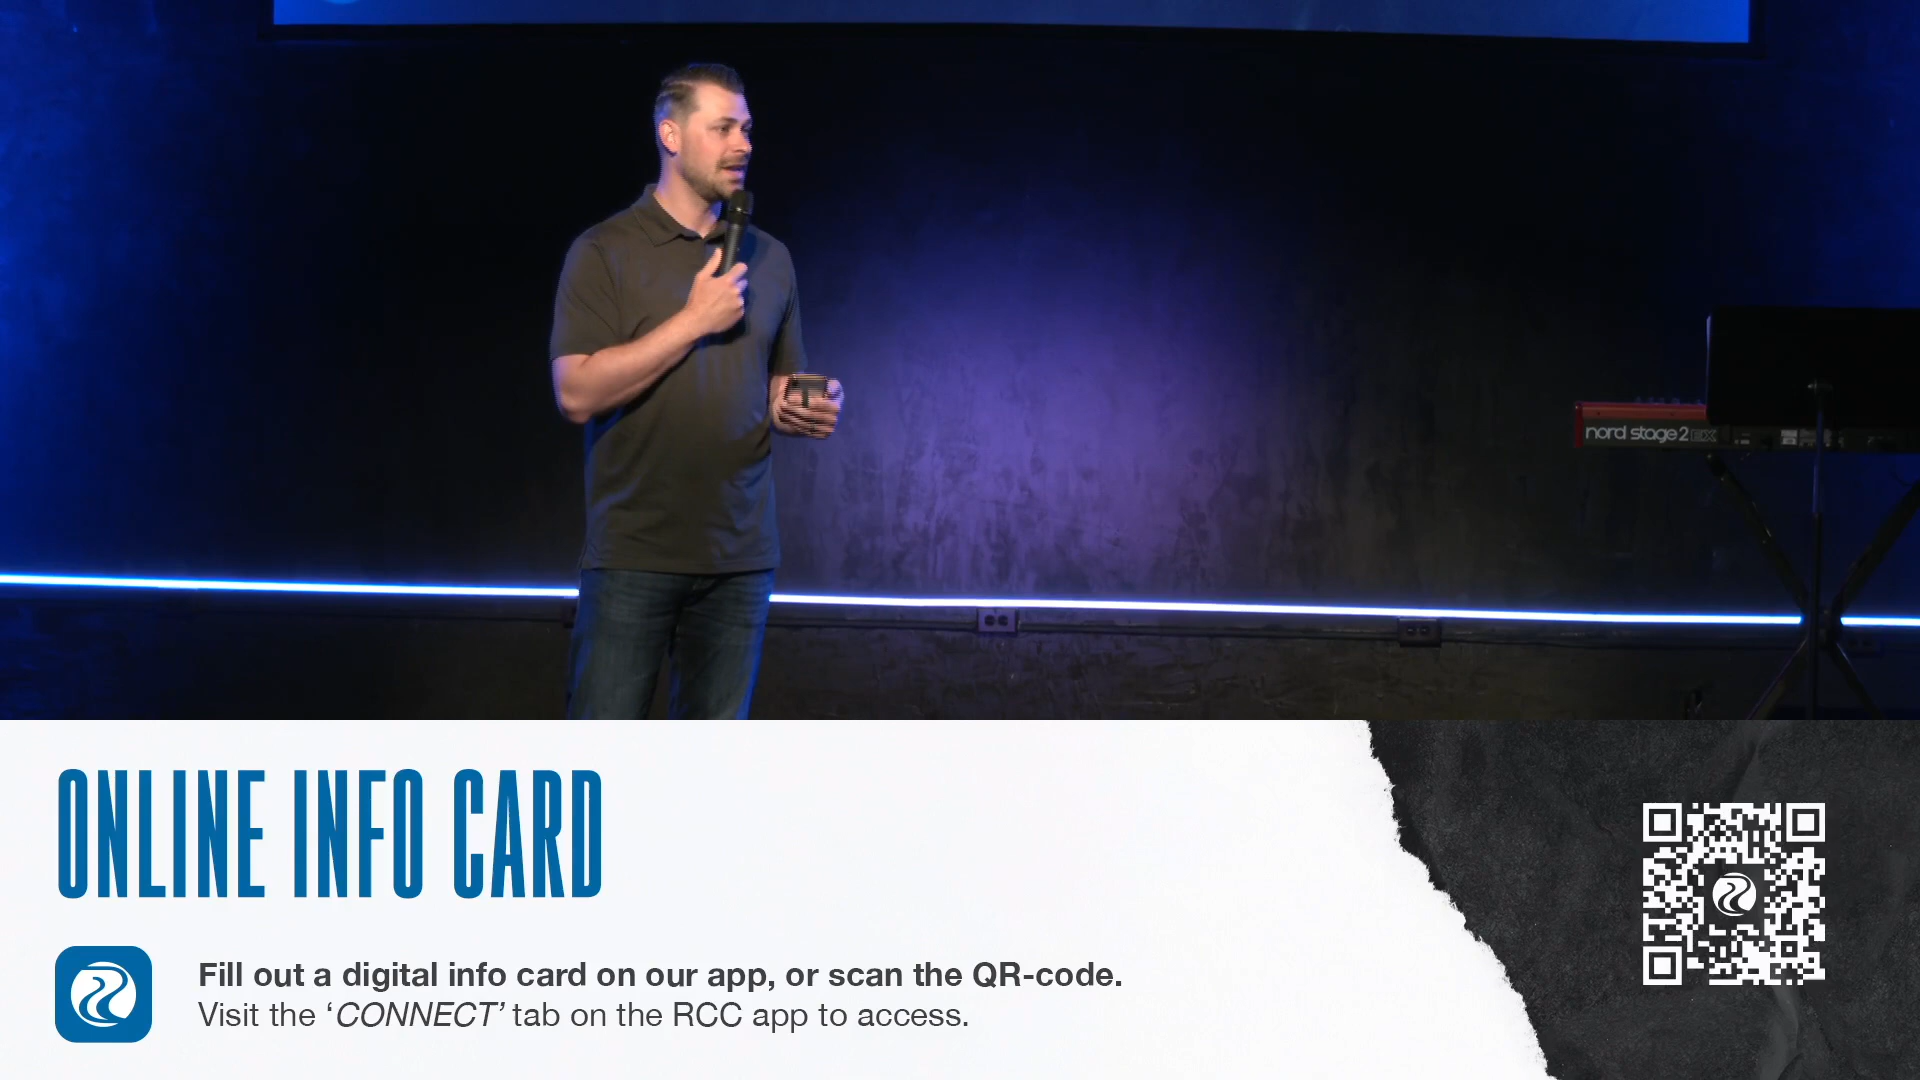 nord stage 2 EX
ONLINE INFO CARD
Fill out a digital info card on our app, or scan the QR-code.
Visit the ‘CONNECT’ tab on the RCC app to access.